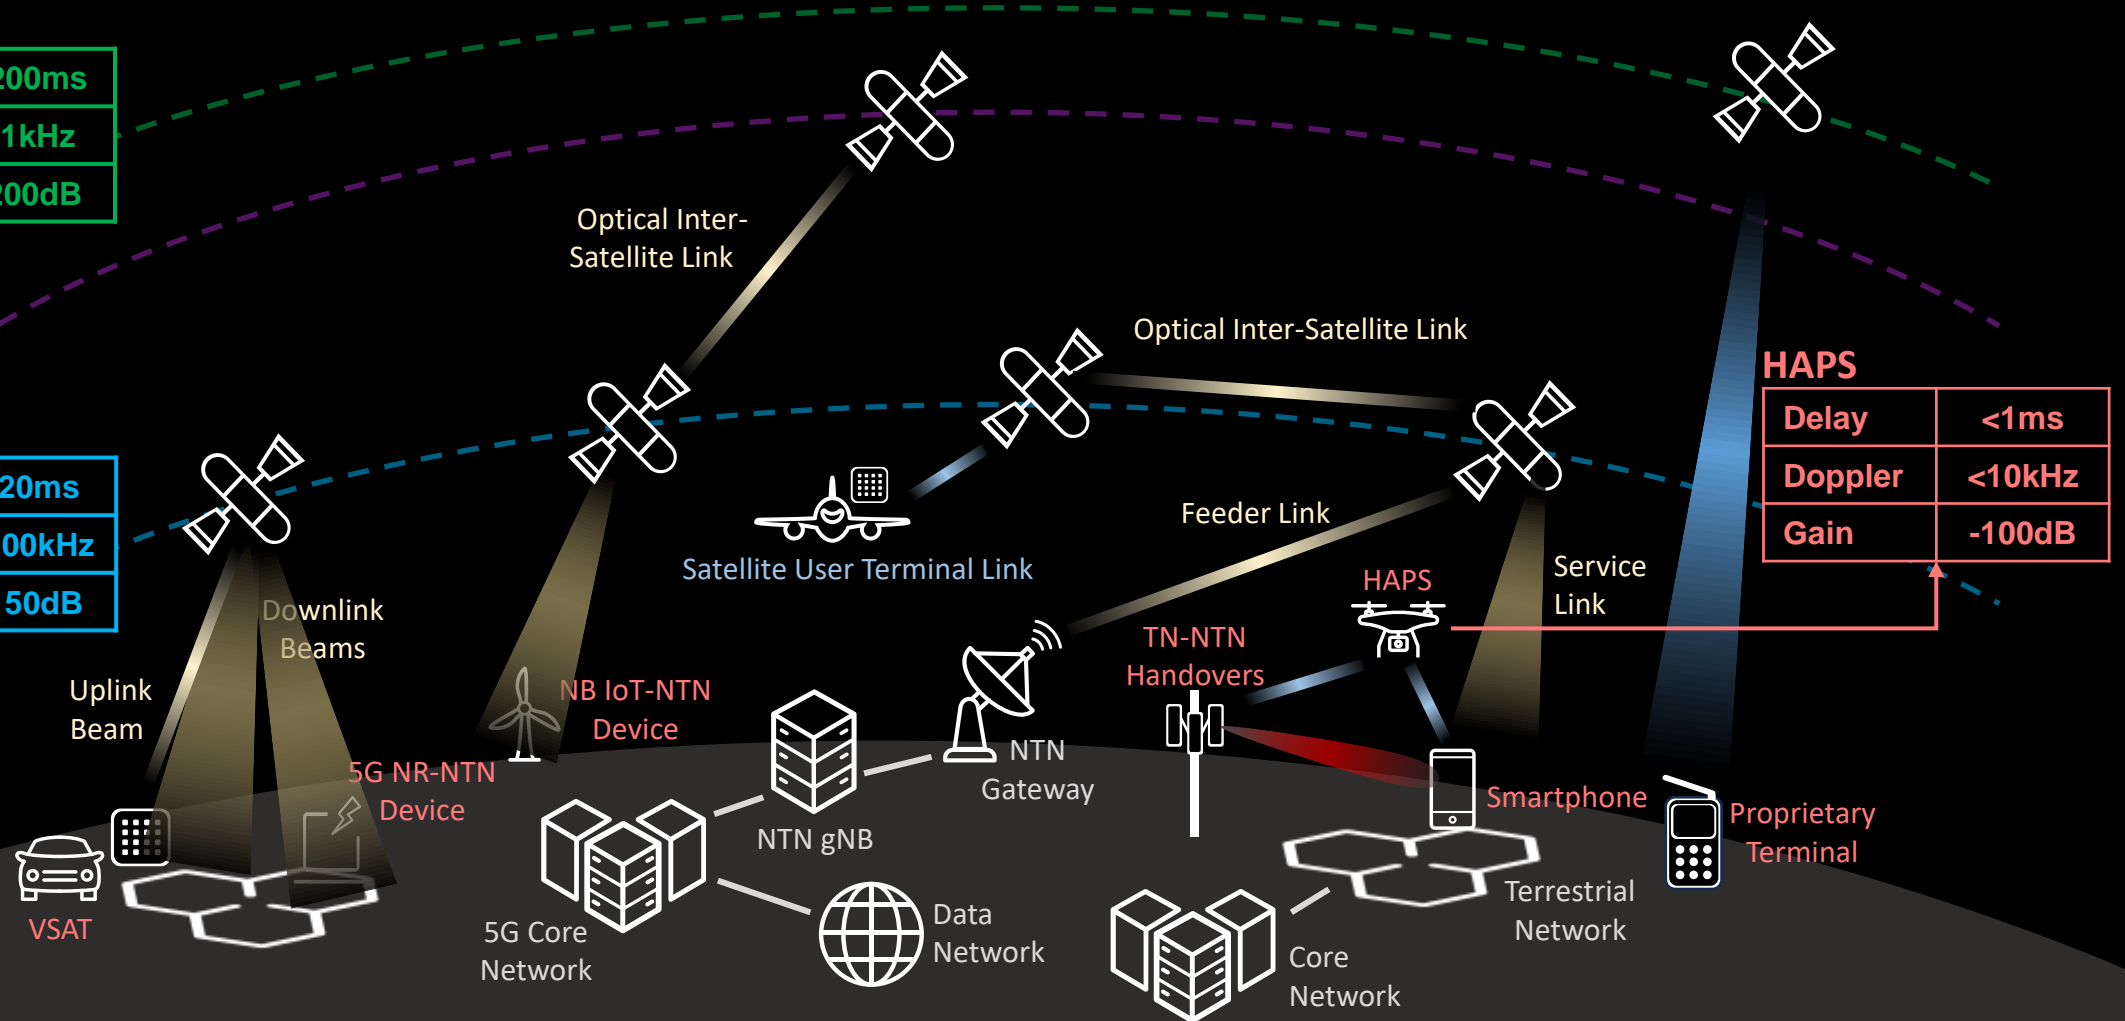 200ms
1kHz
200dB
Optical Inter-
Satellite Link
Optical Inter-Satellite Link
HAPS
Delay <1ms
Doppler <10kHz
Gain -100dB
20ms
00kHz
50dB
Feeder Link
Satellite User Terminal Link
Service
Link
HAPS
Downlink
Beams
TN-NTN
Handovers
Uplink
Beam
NB IoT-NTN
Device
5G NR-NTN
Device
NTN
Gateway
Smartphone
Proprietary
Terminal
NTN gNB
VSAT
5G Core
Network
Data
Network
Terrestrial
Network
Core
Network